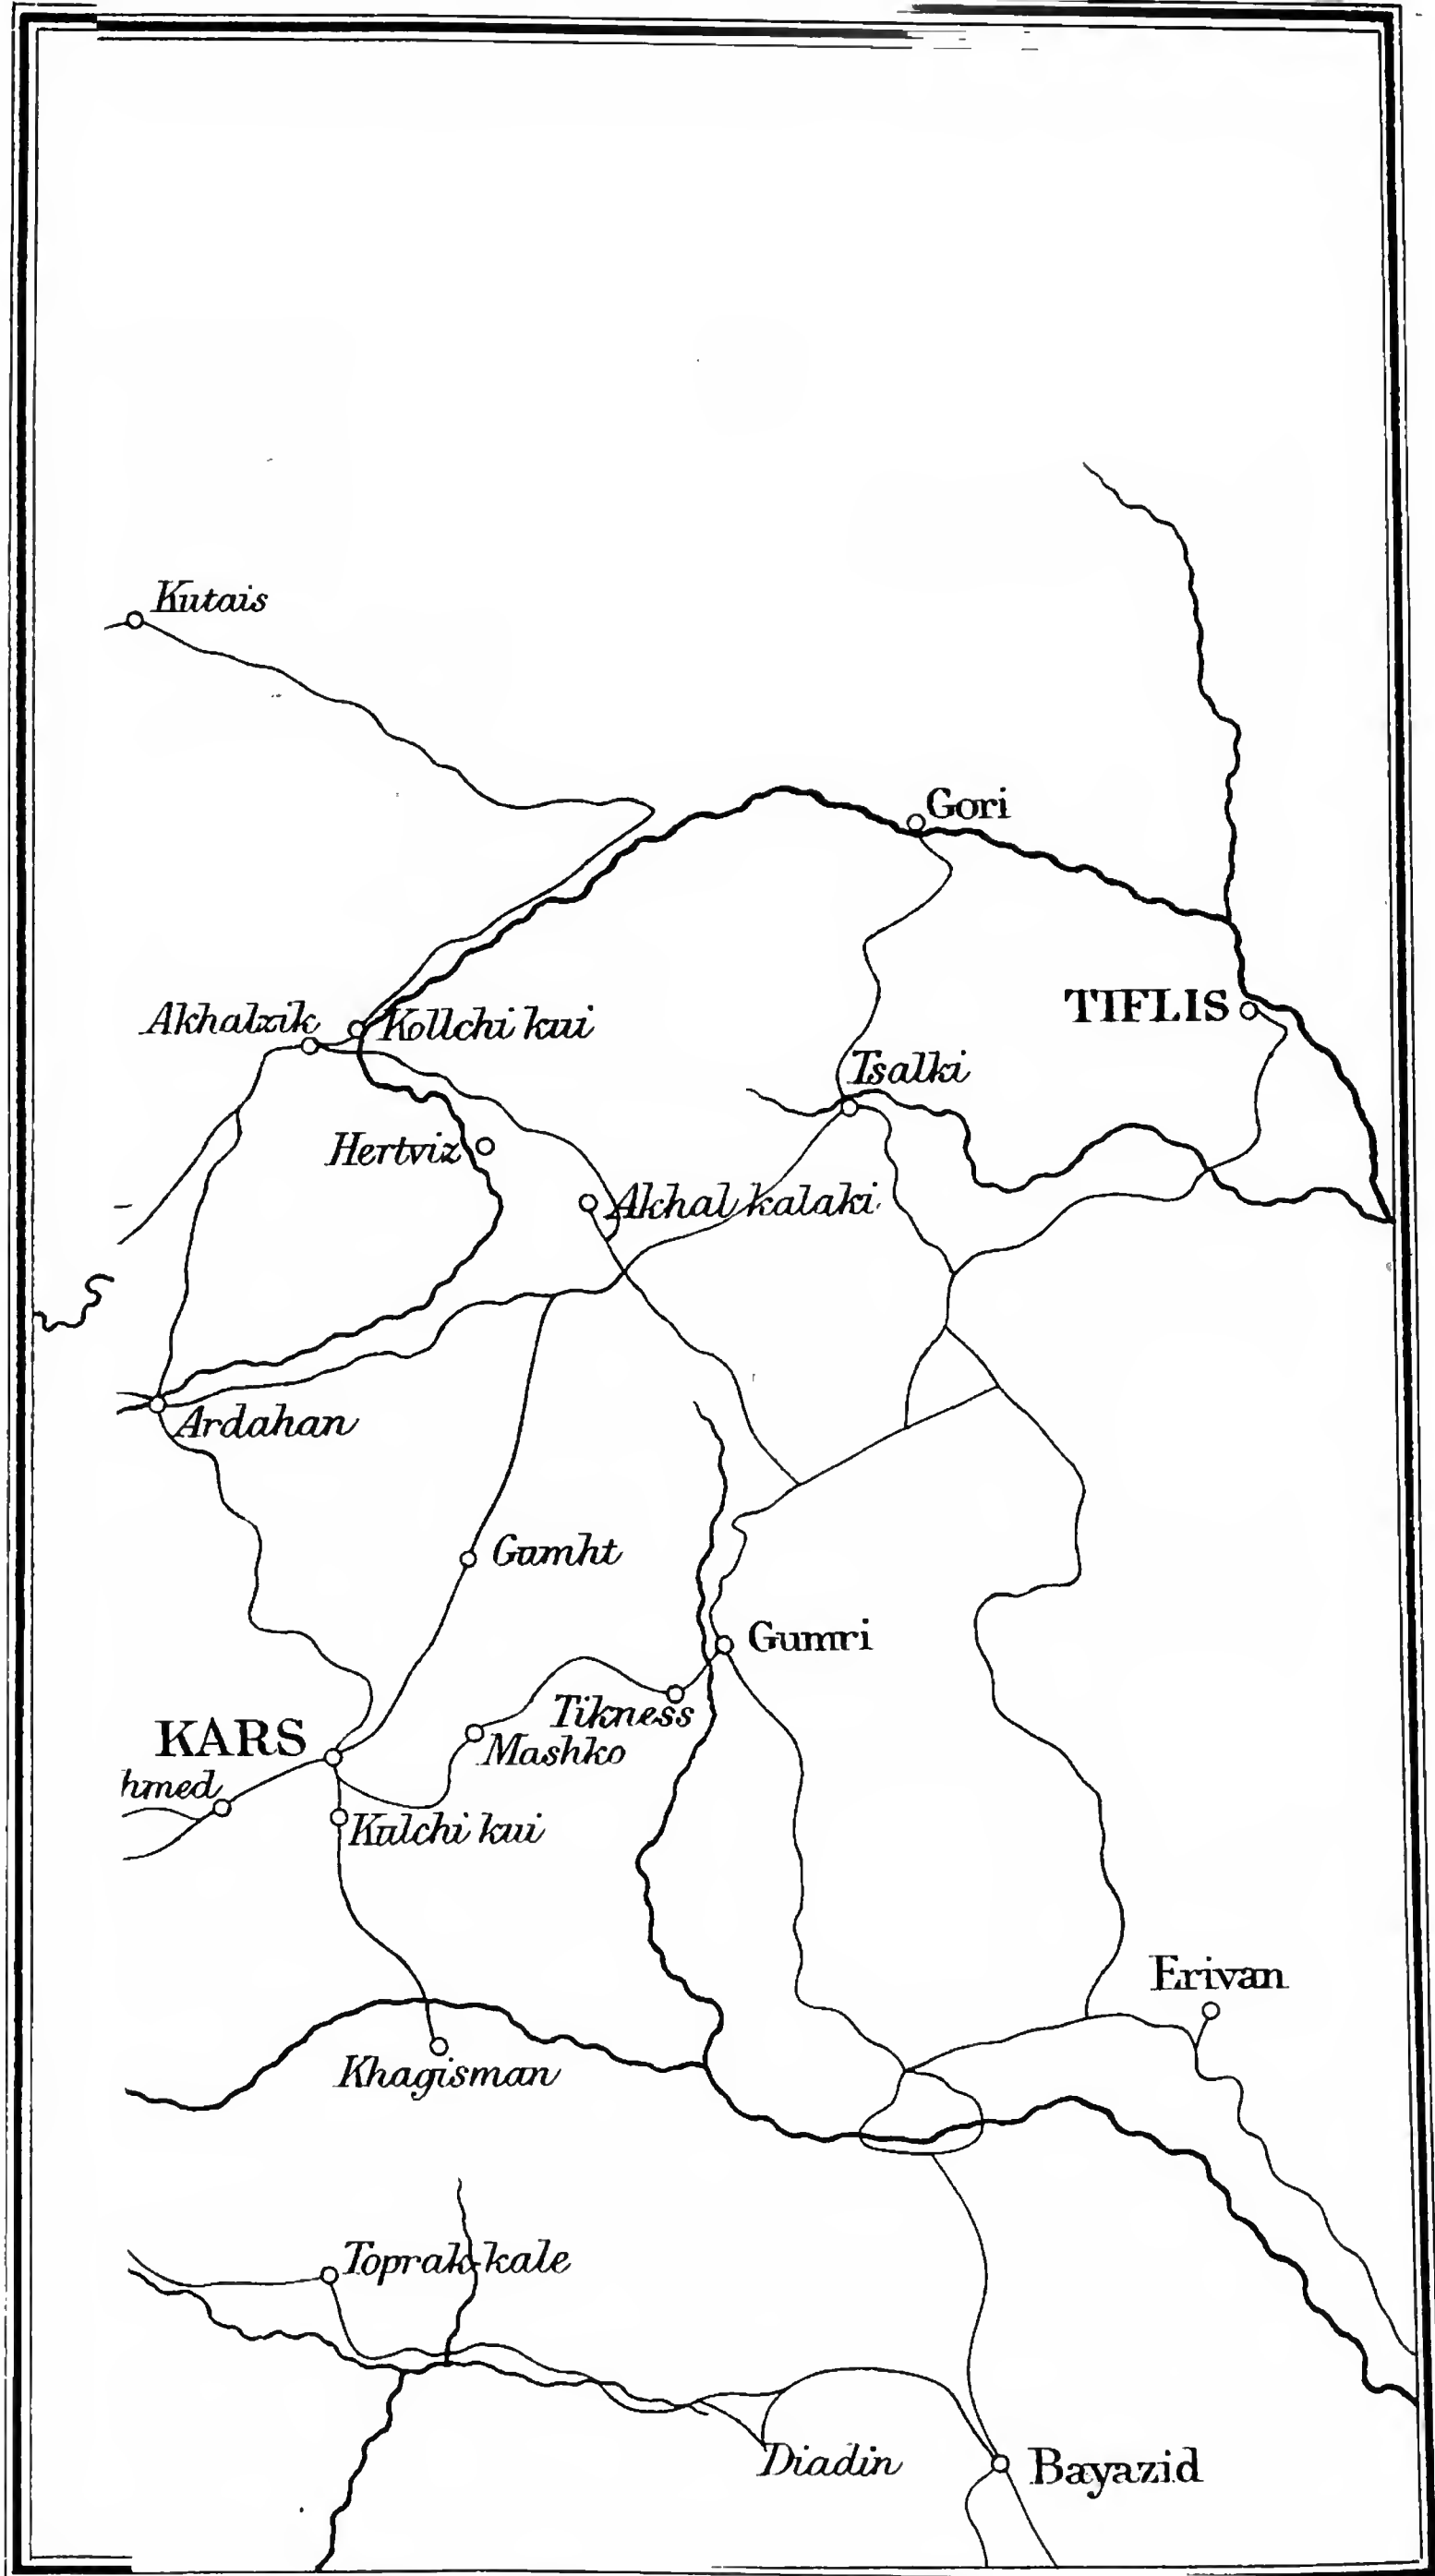 Kutais
Gori
Akhalzik
Kollchi kui
TIFLIS
Tsalki
Hertviz
Akhal kalaki
Ardahan
Gumht
Gumri
Tikness
KARS
Mashko
hmed
Kulchi kui
Erivan
Khagisman
Toprak-kale
Diadin
Bayazid